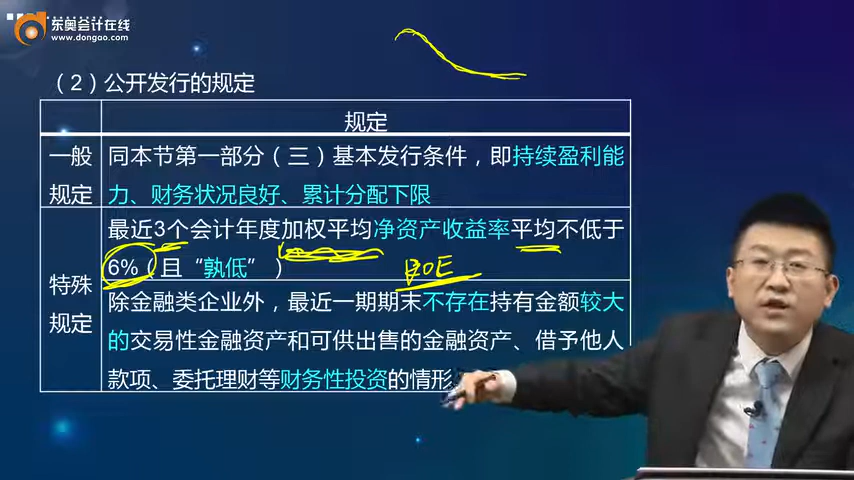 东奥会计在线
www.dongao.com
（2）公开发行的规定
规定
一般
规定
同本节第一部分（三）基本发行条件，即持续盈利能
力、财务状况良好、累计分配下限
特殊
规定
最近3个会计年度加权平均净资产收益率平均不低于
6%（且“孰低”）
ROE
除金融类企业外，最近一期期末不存在持有金额较大
的交易性金融资产和可供出售的金融资产、借予他人
款项、委托理财等财务性投资的情形